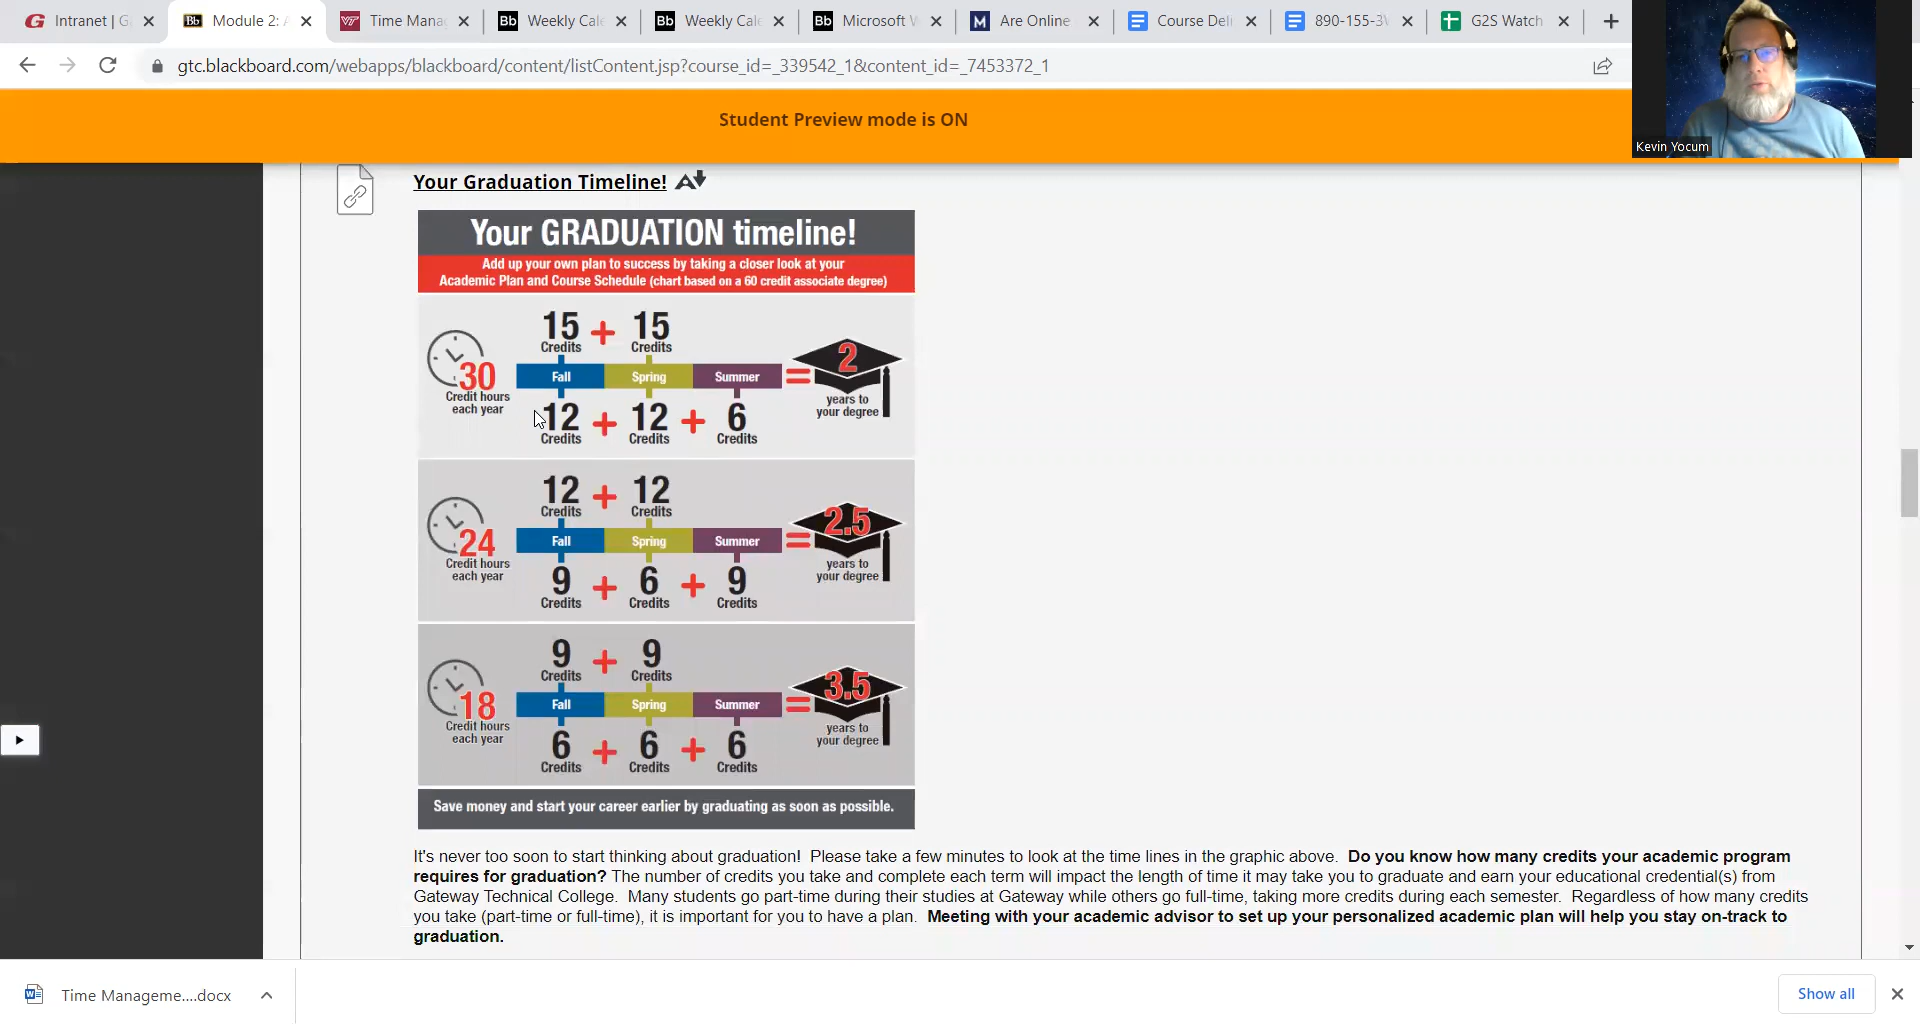 Intranet | G
Module 2: A
Time Mana
Weekly Cale
Weekly Cale
Microsoft W
Are Online
Course Deli
890-155-3V
G2S Watch
gtc.blackboard.com/webapps/blackboard/content/listContent.jsp?course_id=_339542_1&content_id=_7453372_1
Student Preview mode is ON
Kevin Yocum
Your Graduation Timeline!
Your GRADUATION timeline!
Add up your own plan to success by taking a closer look at your
Academic Plan and Course Schedule (chart based on a 60 credit associate degree)
15 + 15
Credits Credits
30
Credit hours
each year
Fall Spring Summer = 2
years to
your degree
12 + 12 + 6
Credits Credits Credits
12 + 12
Credits Credits
24
Credit hours
each year
Fall Spring Summer = 2.5
years to
your degree
9 + 6 + 9
Credits Credits Credits
9 + 9
Credits Credits
18
Credit hours
each year
Fall Spring Summer = 3.5
years to
your degree
6 + 6 + 6
Credits Credits Credits
Save money and start your career earlier by graduating as soon as possible.
It's never too soon to start thinking about graduation! Please take a few minutes to look at the time lines in the graphic above. Do you know how many credits your academic program
requires for graduation? The number of credits you take and complete each term will impact the length of time it may take you to graduate and earn your educational credential(s) from
Gateway Technical College. Many students go part-time during their studies at Gateway while others go full-time, taking more credits during each semester. Regardless of how many credits
you take (part-time or full-time), it is important for you to have a plan. Meeting with your academic advisor to set up your personalized academic plan will help you stay on-track to
graduation.
Time Manageme....docx
Show all